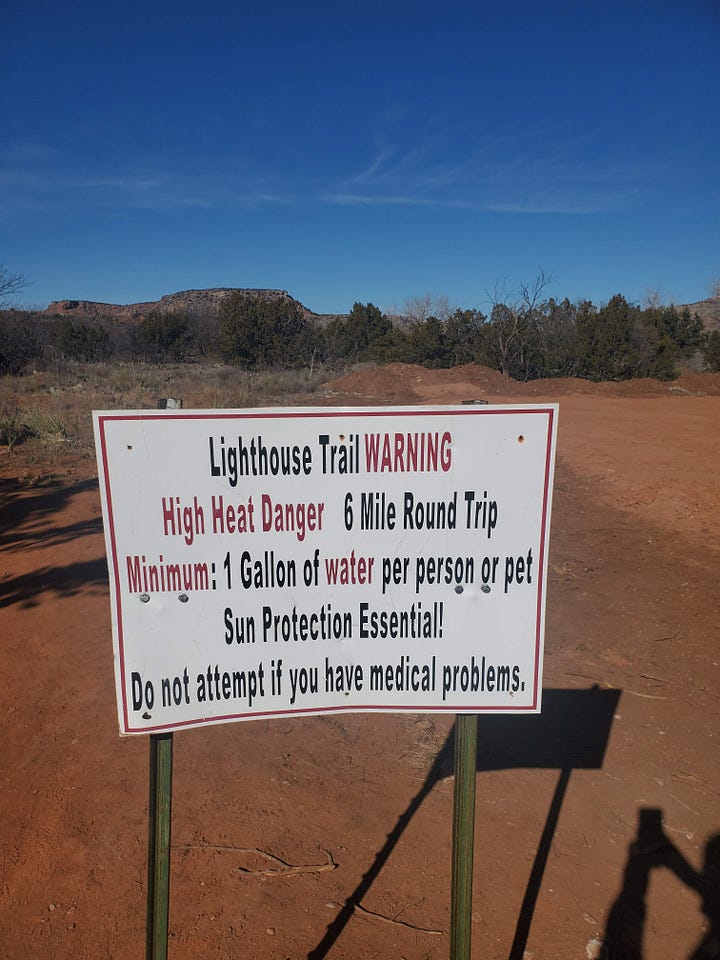 Lighthouse Trail WARNING
High Heat Danger 6 Mile Round Trip
Minimum: 1 Gallon of water per person or pet
Sun Protection Essential!
Do not attempt if you have medical problems.